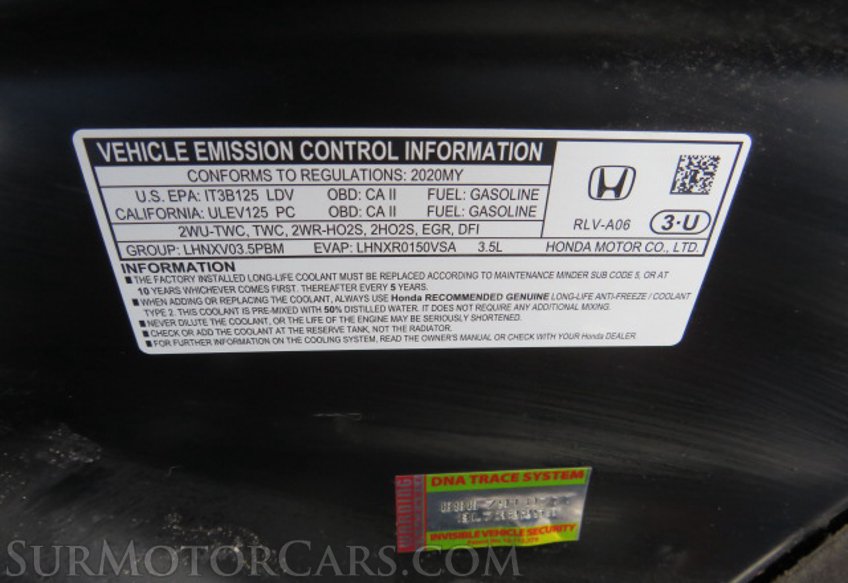 VEHICLE EMISSION CONTROL INFORMATION
CONFORMS TO REGULATIONS: 2020MY
U.S. EPA: IT3B125 LDV OBD: CA II FUEL: GASOLINE
CALIFORNIA: ULEV125 PC OBD: CA II FUEL: GASOLINE
2WU-TWC, TWC, 2WR-HO2S, 2HO2S, EGR, DFI
GROUP: LHNXV03.5PBM EVAP: LHNXR0150VSA 3.5L
RLV-A06 3·U
HONDA MOTOR CO., LTD.
INFORMATION
■ THE FACTORY INSTALLED LONG-LIFE COOLANT MUST BE REPLACED ACCORDING TO MAINTENANCE MINDER SUB CODE 5, OR AT
10 YEARS WHICHEVER COMES FIRST. THEREAFTER EVERY 5 YEARS.
■ WHEN ADDING OR REPLACING THE COOLANT, ALWAYS USE Honda RECOMMENDED GENUINE LONG-LIFE ANTI-FREEZE / COOLANT
TYPE 2. THIS COOLANT IS PRE-MIXED WITH 50% DISTILLED WATER. IT DOES NOT REQUIRE ANY ADDITIONAL MIXING.
■ NEVER DILUTE THE COOLANT, OR THE LIFE OF THE ENGINE MAY BE SERIOUSLY SHORTENED.
■ CHECK OR ADD THE COOLANT AT THE RESERVE TANK, NOT THE RADIATOR.
■ FOR FURTHER INFORMATION ON THE COOLING SYSTEM, READ THE OWNER'S MANUAL OR CHECK WITH YOUR Honda DEALER.
WARNING
DNA TRACE SYSTEM
INVISIBLE VEHICLE SECURITY
SURMOTORCARS.COM